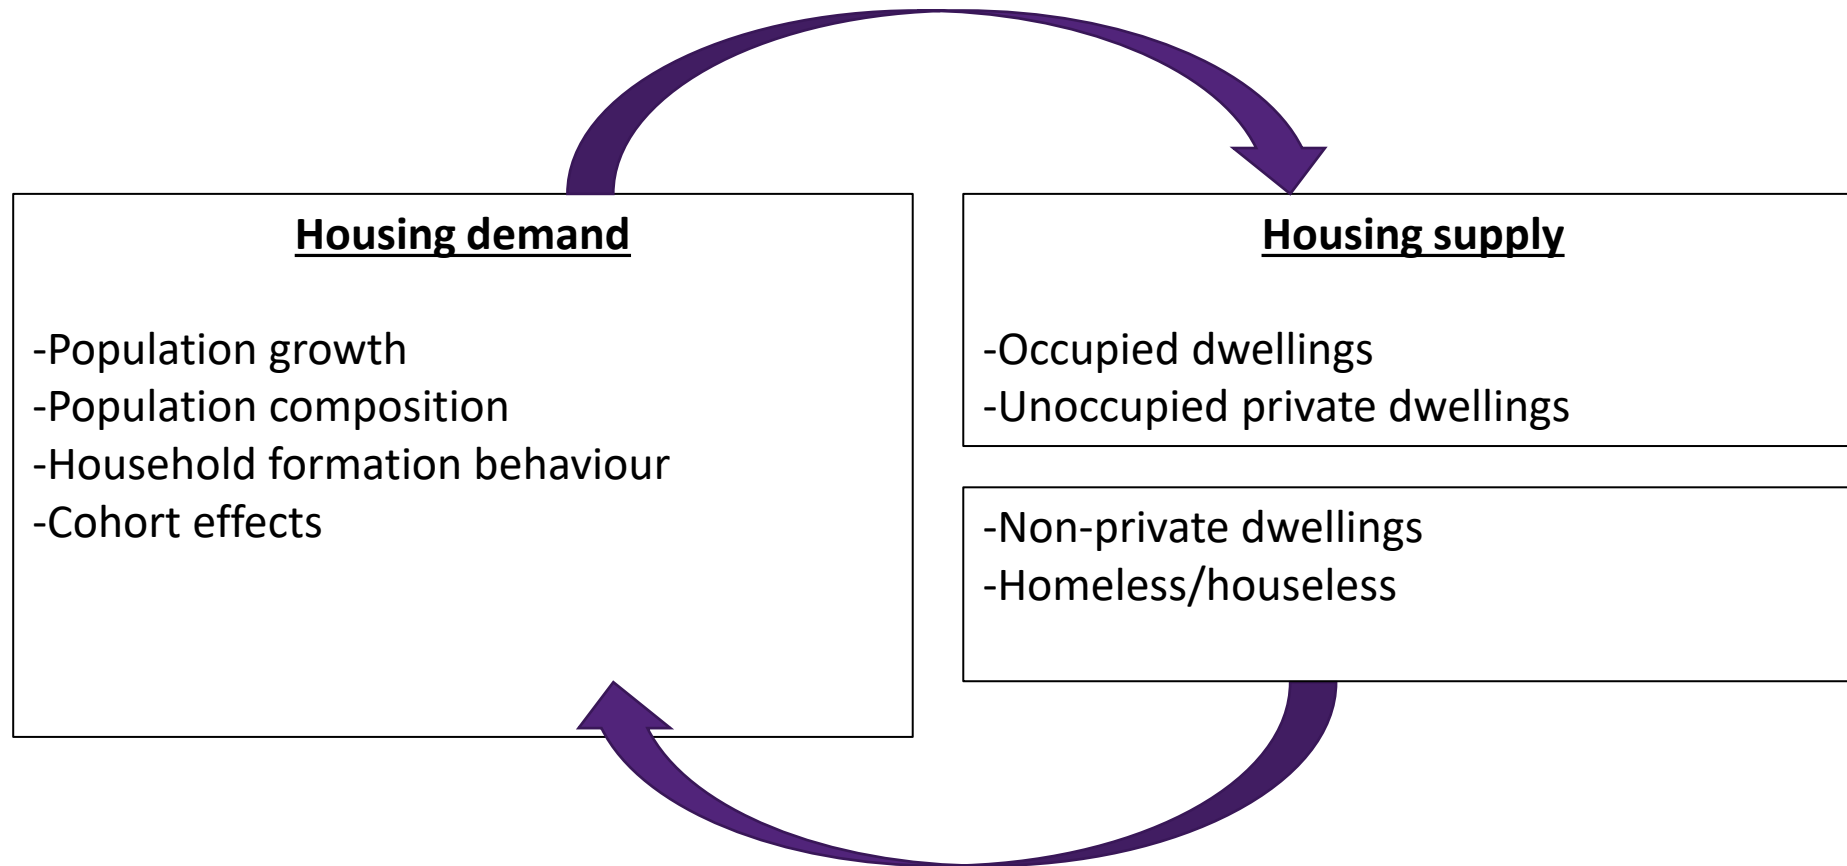 Housing demand
-Population growth
-Population composition
-Household formation behaviour
-Cohort effects
Housing supply
-Occupied dwellings
-Unoccupied private dwellings
-Non-private dwellings
-Homeless/houseless